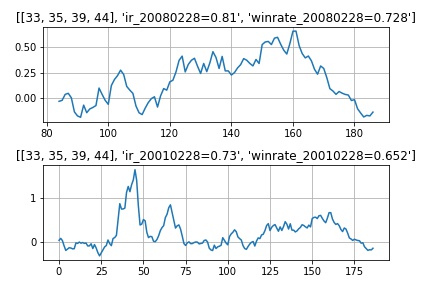 [[33, 35, 39, 44], 'ir_20080228=0.81', 'winrate_20080228=0.728']
0.50
0.25
0.00
80 100 120 140 160 180
[[33, 35, 39, 44], 'ir_20010228=0.73', 'winrate_20010228=0.652']
1
0
0 25 50 75 100 125 150 175